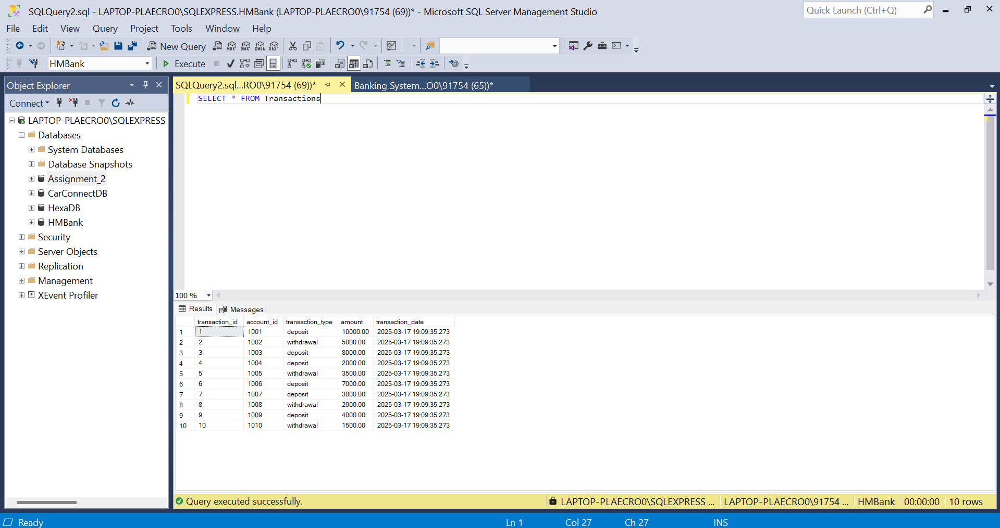 SQLQuery2.sql - LAPTOP-PLAECRO0\SQLEXPRESS.HMBank (LAPTOP-PLAECRO0\91754 (69))* - Microsoft SQL Server Management Studio
Quick Launch (Ctrl+Q)
File Edit View Query Project Tools Window Help
New Query MDX DMX XMLA DAX
HMBank Execute
Object Explorer
Connect
LAPTOP-PLAECRO0\SQLEXPRESS
Databases
System Databases
Database Snapshots
Assignment_2
CarConnectDB
HexaDB
HMBank
Security
Server Objects
Replication
Management
XEvent Profiler
SQLQuery2.sql...RO0\91754 (69))* Banking System...O0\91754 (65))*
SELECT * FROM Transactions
100 %
Results Messages
transaction_id account_id transaction_type amount transaction_date
1 1 1001 deposit 10000.00 2025-03-17 19:09:35.273
2 2 1002 withdrawal 5000.00 2025-03-17 19:09:35.273
3 3 1003 deposit 8000.00 2025-03-17 19:09:35.273
4 4 1004 deposit 2000.00 2025-03-17 19:09:35.273
5 5 1005 withdrawal 3500.00 2025-03-17 19:09:35.273
6 6 1006 deposit 7000.00 2025-03-17 19:09:35.273
7 7 1007 deposit 3000.00 2025-03-17 19:09:35.273
8 8 1008 withdrawal 2000.00 2025-03-17 19:09:35.273
9 9 1009 deposit 4000.00 2025-03-17 19:09:35.273
10 10 1010 withdrawal 1500.00 2025-03-17 19:09:35.273
Query executed successfully. LAPTOP-PLAECRO0\SQLEXPRESS ... LAPTOP-PLAECRO0\91754 ... HMBank 00:00:00 10 rows
Ready Ln 1 Col 27 Ch 27 INS